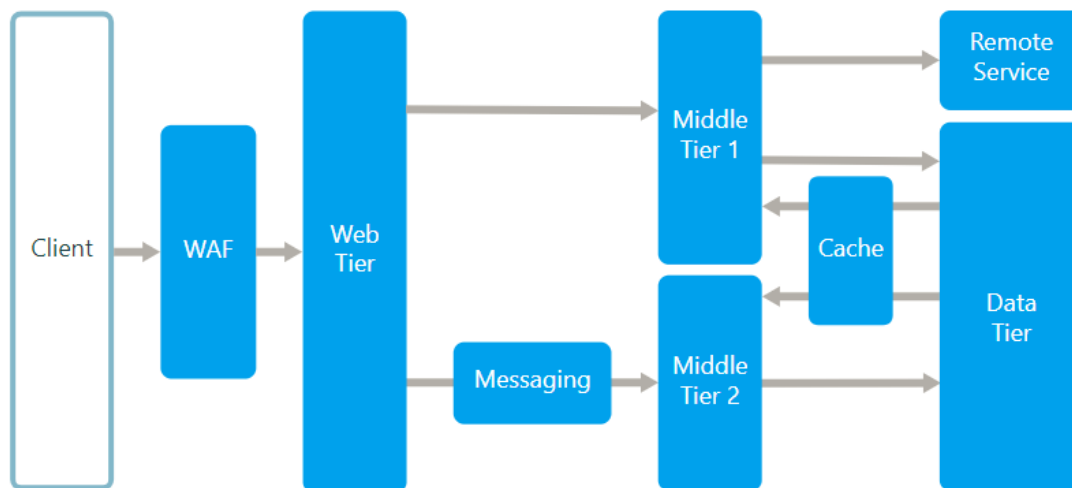 Client
WAF
Web
Tier
Messaging
Middle
Tier 1
Middle
Tier 2
Cache
Remote
Service
Data
Tier